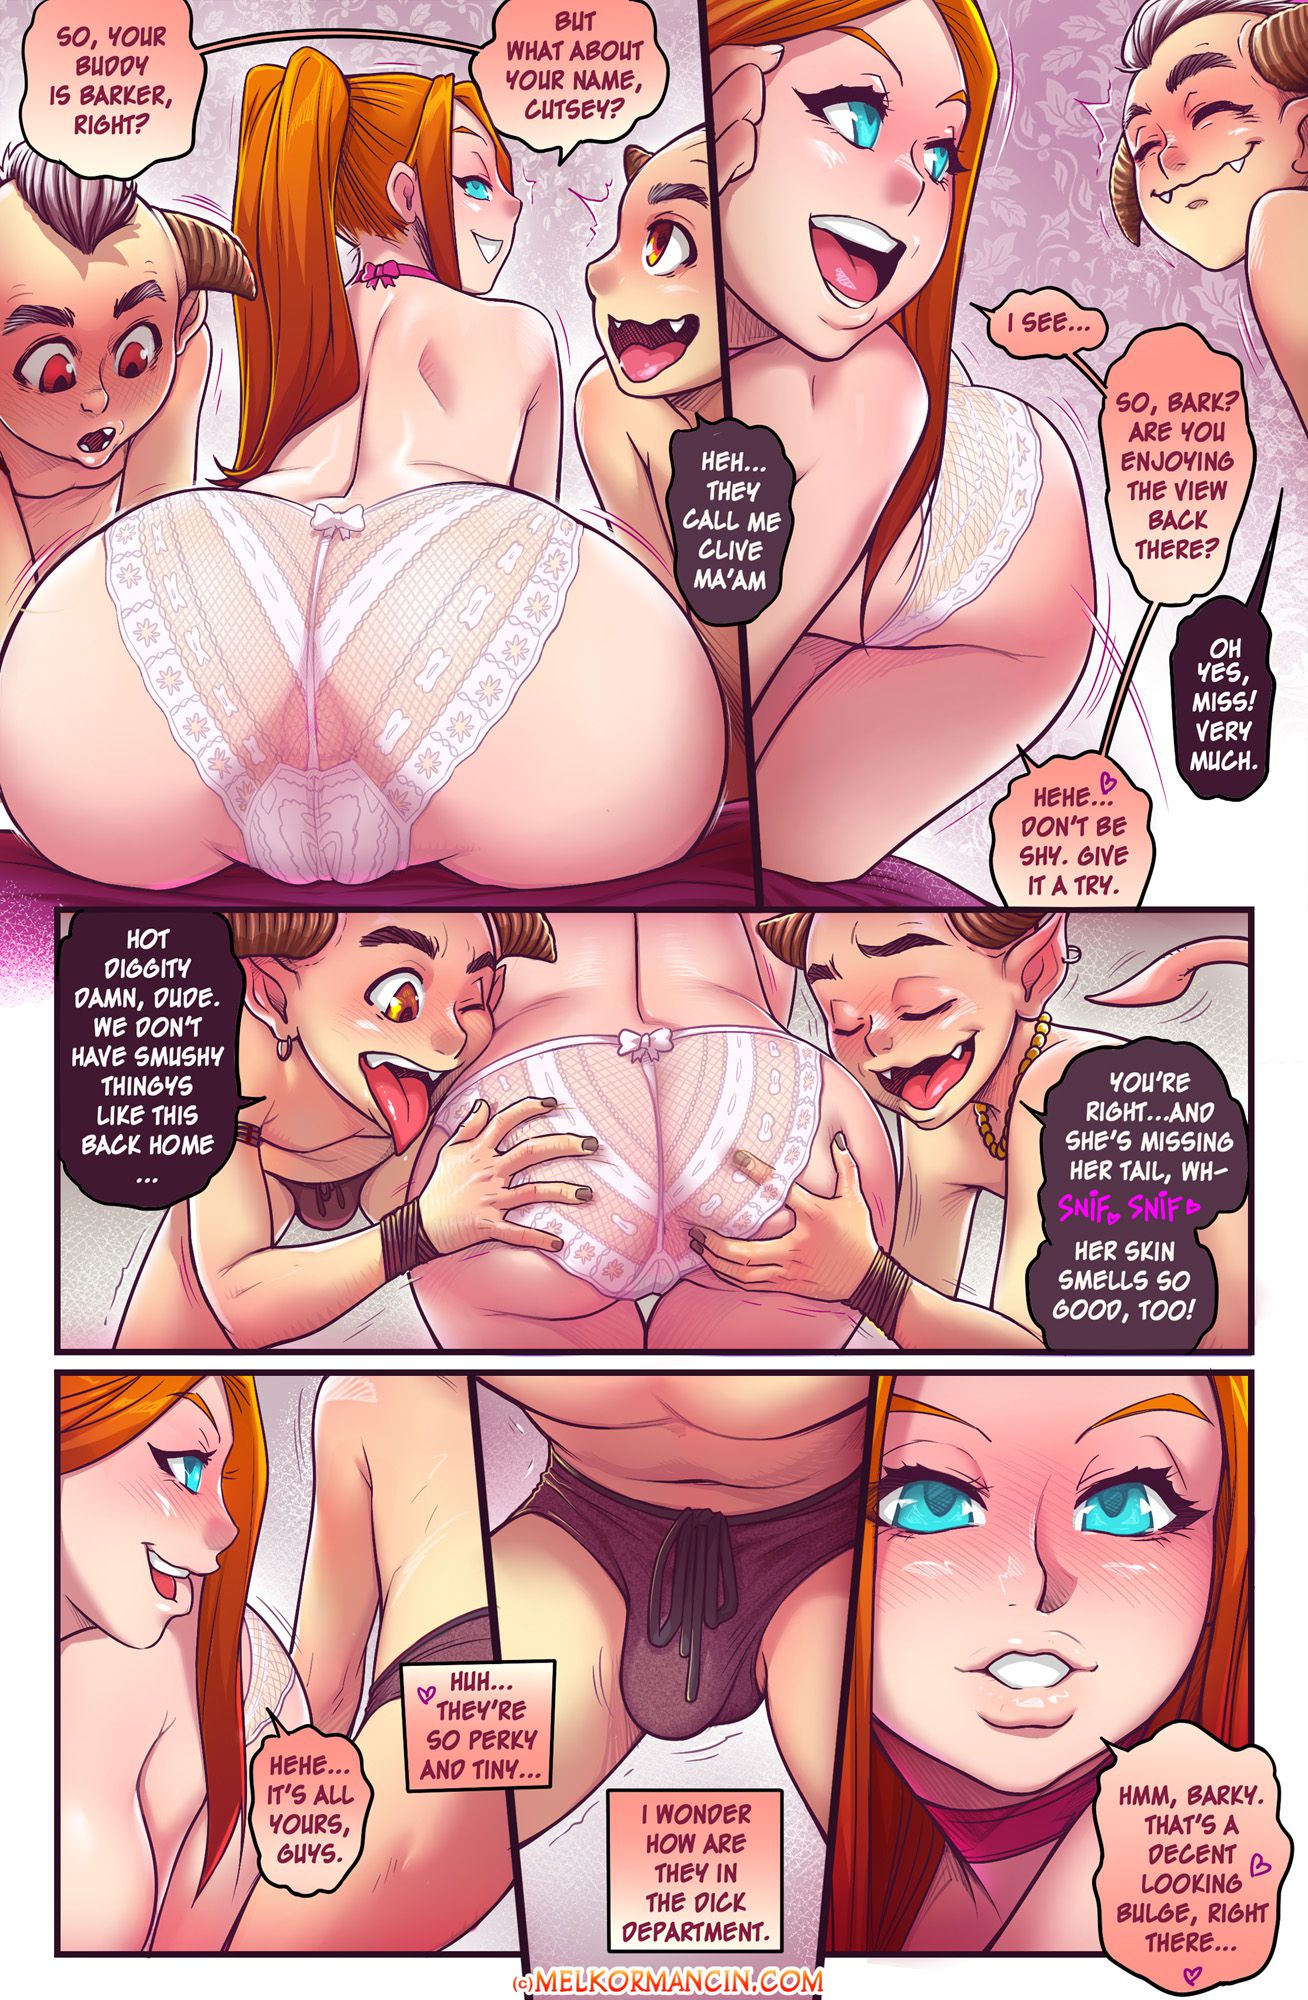 SO, YOUR
BUDDY
IS BARKER,
RIGHT?
BUT
WHAT ABOUT
YOUR NAME,
CUTSEY?
HEH...
THEY
CALL ME
CLIVE
MA'AM
I SEE...
SO, BARK?
ARE YOU
ENJOYING
THE VIEW
BACK
THERE?
OH
YES,
MISS!
VERY
MUCH.
HEHE...
DON'T BE
SHY. GIVE
IT A TRY.
HOT
DIGGITY
DAMN, DUDE.
WE DON'T
HAVE SMUSHY
THINGYS
LIKE THIS
BACK HOME
...
YOU'RE
RIGHT...AND
SHE'S MISSING
HER TAIL, WH-
SNIF, SNIF
HER SKIN
SMELLS SO
GOOD, TOO!
HEHE...
IT'S ALL
YOURS,
GUYS.
HUH...
THEY'RE
SO PERKY
AND TINY...
I WONDER
HOW ARE
THEY IN
THE DICK
DEPARTMENT.
HMM, BARKY.
THAT'S A
DECENT
LOOKING
BULGE, RIGHT
THERE...
(c)MELKORMANCIN.COM